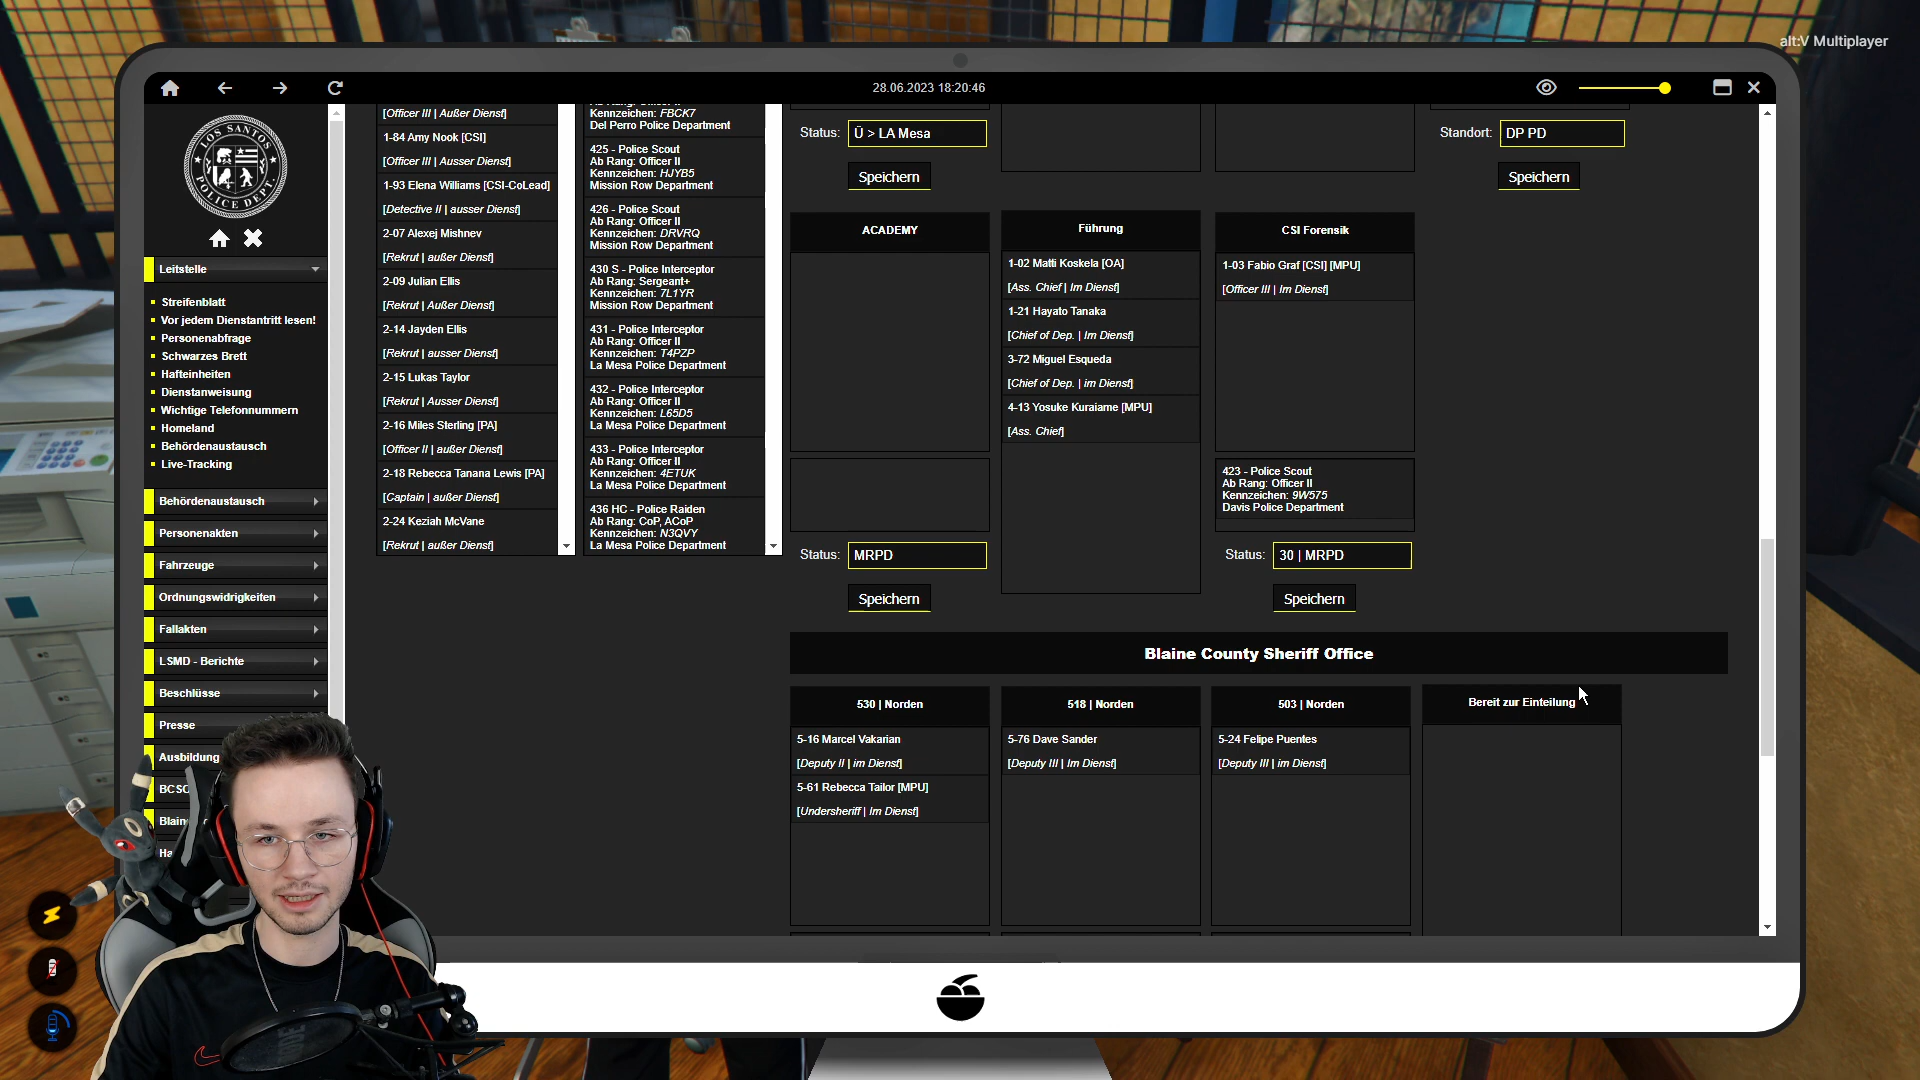 alt:V Multiplayer
28.06.2023 18:20:46
LOS SANTOS
POLICE DEPT.
Leitstelle
Streifenblatt
Vor jedem Dienstantritt lesen!
Personenabfrage
Schwarzes Brett
Hafteinheiten
Dienstanweisung
Wichtige Telefonnummern
Homeland
Behördenaustausch
Live-Tracking
Behördenaustausch
Personenakten
Fahrzeuge
Ordnungswidrigkeiten
Fallakten
LSMD - Berichte
Beschlüsse
Presse
Ausbildung
[Officer III | Außer Dienst]
1-84 Amy Nook [CSI]
[Officer III | Ausser Dienst]
1-93 Elena Williams [CSI-CoLead]
[Detective II | ausser Dienst]
2-07 Alexej Mishnev
[Rekrut | außer Dienst]
2-09 Julian Ellis
[Rekrut | Außer Dienst]
2-14 Jayden Ellis
[Rekrut | ausser Dienst]
2-15 Lukas Taylor
[Rekrut | Ausser Dienst]
2-16 Miles Sterling [PA]
[Officer II | außer Dienst]
2-18 Rebecca Tanana Lewis [PA]
[Captain | außer Dienst]
2-24 Keziah McVane
[Rekrut | außer Dienst]
Kennzeichen: FBCK7
Del Perro Police Department
425 - Police Scout
Ab Rang: Officer II
Kennzeichen: HJYB5
Mission Row Department
426 - Police Scout
Ab Rang: Officer II
Kennzeichen: DRVRQ
Mission Row Department
430 S - Police Interceptor
Ab Rang: Sergeant+
Kennzeichen: 7L1YR
Mission Row Department
431 - Police Interceptor
Ab Rang: Officer II
Kennzeichen: T4PZP
La Mesa Police Department
432 - Police Interceptor
Ab Rang: Officer II
Kennzeichen: L65D5
La Mesa Police Department
433 - Police Interceptor
Ab Rang: Officer II
Kennzeichen: 4ETUK
La Mesa Police Department
436 HC - Police Raiden
Ab Rang: CoP, ACoP
Kennzeichen: N3QVY
La Mesa Police Department
Status: Ü > LA Mesa
Speichern
Standort: DP PD
Speichern
ACADEMY
Status: MRPD
Speichern
Führung
1-02 Matti Koskela [OA]
[Ass. Chief | Im Dienst]
1-21 Hayato Tanaka
[Chief of Dep. | Im Dienst]
3-72 Miguel Esqueda
[Chief of Dep. | im Dienst]
4-13 Yosuke Kuraiame [MPU]
[Ass. Chief]
CSI Forensik
1-03 Fabio Graf [CSI] [MPU]
[Officer III | Im Dienst]
423 - Police Scout
Ab Rang: Officer II
Kennzeichen: 9W575
Davis Police Department
Status: 30 | MRPD
Speichern
Blaine County Sheriff Office
530 | Norden
5-16 Marcel Vakarian
[Deputy II | im Dienst]
5-61 Rebecca Tailor [MPU]
[Undersheriff | Im Dienst]
518 | Norden
5-76 Dave Sander
[Deputy III | Im Dienst]
503 | Norden
5-24 Felipe Puentes
[Deputy III | im Dienst]
Bereit zur Einteilung